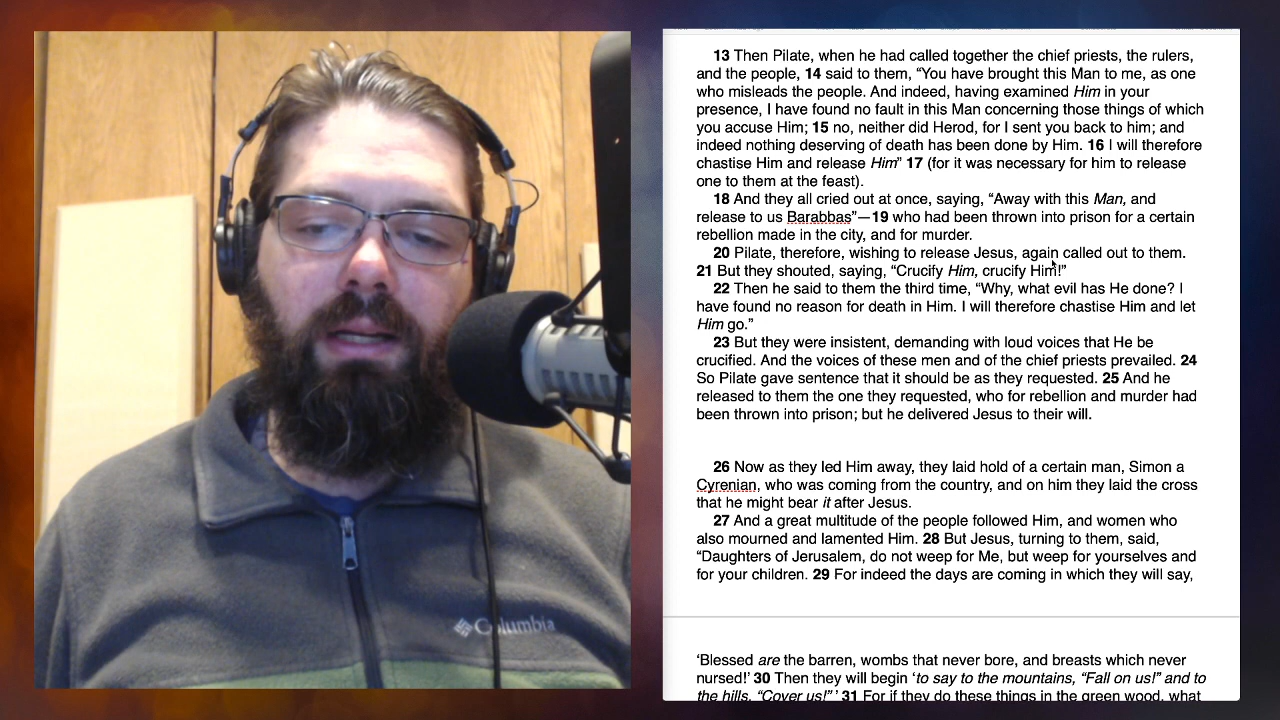 13 Then Pilate, when he had called together the chief priests, the rulers,
and the people, 14 said to them, “You have brought this Man to me, as one
who misleads the people. And indeed, having examined Him in your
presence, I have found no fault in this Man concerning those things of which
you accuse Him; 15 no, neither did Herod, for I sent you back to him; and
indeed nothing deserving of death has been done by Him. 16 I will therefore
chastise Him and release Him” 17 (for it was necessary for him to release
one to them at the feast).
18 And they all cried out at once, saying, “Away with this Man, and
release to us Barabbas”—19 who had been thrown into prison for a certain
rebellion made in the city, and for murder.
20 Pilate, therefore, wishing to release Jesus, again called out to them.
21 But they shouted, saying, “Crucify Him, crucify Him!”
22 Then he said to them the third time, “Why, what evil has He done? I
have found no reason for death in Him. I will therefore chastise Him and let
Him go.”
23 But they were insistent, demanding with loud voices that He be
crucified. And the voices of these men and of the chief priests prevailed. 24
So Pilate gave sentence that it should be as they requested. 25 And he
released to them the one they requested, who for rebellion and murder had
been thrown into prison; but he delivered Jesus to their will.
26 Now as they led Him away, they laid hold of a certain man, Simon a
Cyrenian, who was coming from the country, and on him they laid the cross
that he might bear it after Jesus.
27 And a great multitude of the people followed Him, and women who
also mourned and lamented Him. 28 But Jesus, turning to them, said,
“Daughters of Jerusalem, do not weep for Me, but weep for yourselves and
for your children. 29 For indeed the days are coming in which they will say,
‘Blessed are the barren, wombs that never bore, and breasts which never
nursed!’ 30 Then they will begin ‘to say to the mountains, “Fall on us!” and to
the hills, “Cover us!” ’ 31 For if they do these things in the green wood, what
Columbia